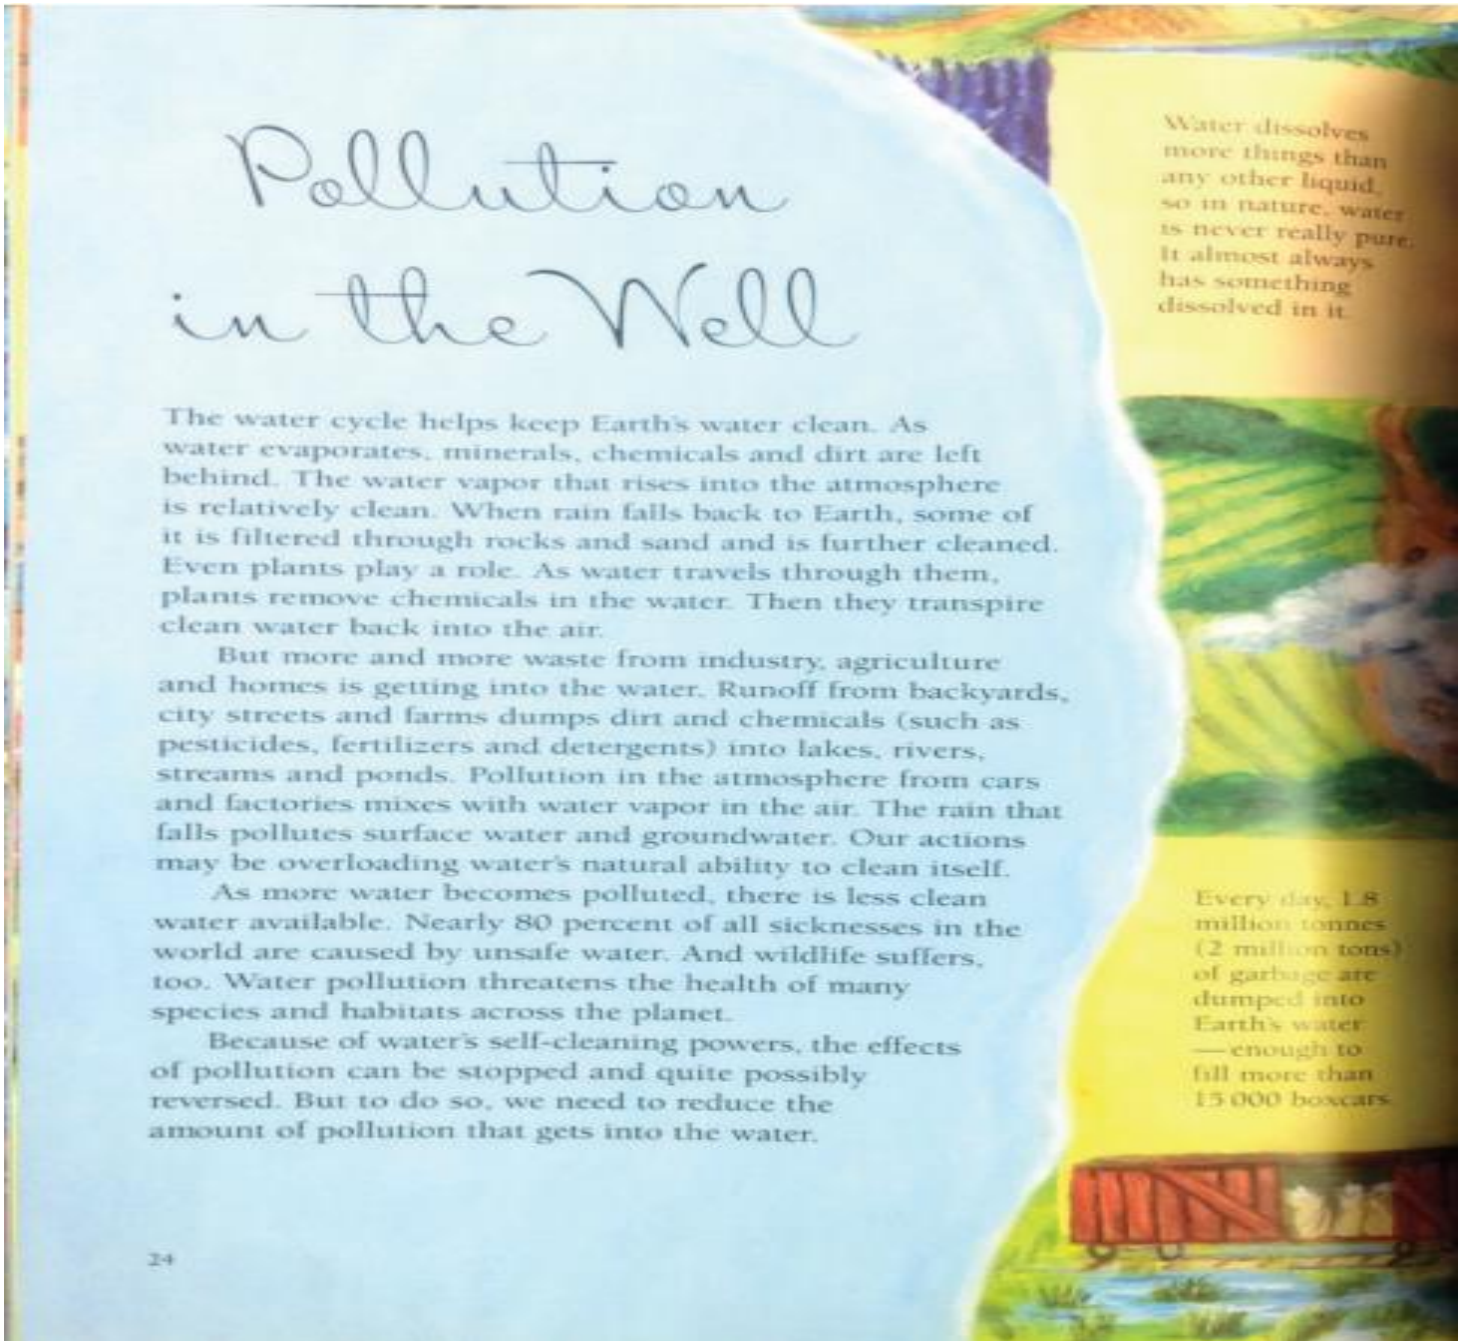 Pollution
in the Well
The water cycle helps keep Earth's water clean. As
water evaporates, minerals, chemicals and dirt are left
behind. The water vapor that rises into the atmosphere
is relatively clean. When rain falls back to Earth, some of
it is filtered through rocks and sand and is further cleaned.
Even plants play a role. As water travels through them,
plants remove chemicals in the water. Then they transpire
clean water back into the air.
But more and more waste from industry, agriculture
and homes is getting into the water. Runoff from backyards,
city streets and farms dumps dirt and chemicals (such as
pesticides, fertilizers and detergents) into lakes, rivers,
streams and ponds. Pollution in the atmosphere from cars
and factories mixes with water vapor in the air. The rain that
falls pollutes surface water and groundwater. Our actions
may be overloading water's natural ability to clean itself.
As more water becomes polluted, there is less clean
water available. Nearly 80 percent of all sicknesses in the
world are caused by unsafe water. And wildlife suffers,
too. Water pollution threatens the health of many
species and habitats across the planet.
Because of water's self-cleaning powers, the effects
of pollution can be stopped and quite possibly
reversed. But to do so, we need to reduce the
amount of pollution that gets into the water.
24
Water dissolves
more things than
any other liquid,
so in nature, water
is never really pure.
It almost always
has something
dissolved in it.
Every day, 1.8
million tonnes
(2 million tons)
of garbage are
dumped into
Earth's water
—enough to
fill more than
15 000 boxcars.